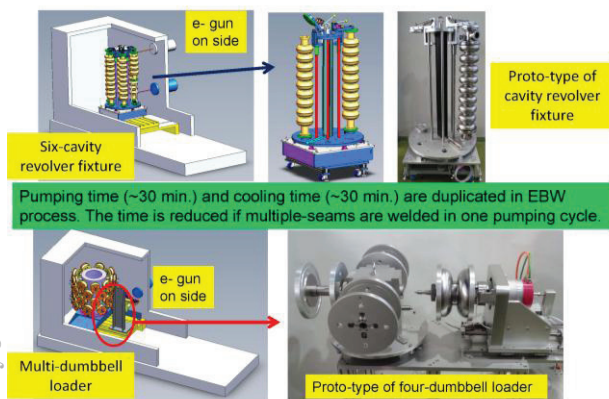 e- gun
on side
Proto-type of
cavity revolver
fixture
Six-cavity
revolver fixture
Pumping time (~30 min.) and cooling time (~30 min.) are duplicated in EBW
process. The time is reduced if multiple-seams are welded in one pumping cycle.
e- gun
on side
Multi-dumbbell
loader
Proto-type of four-dumbbell loader